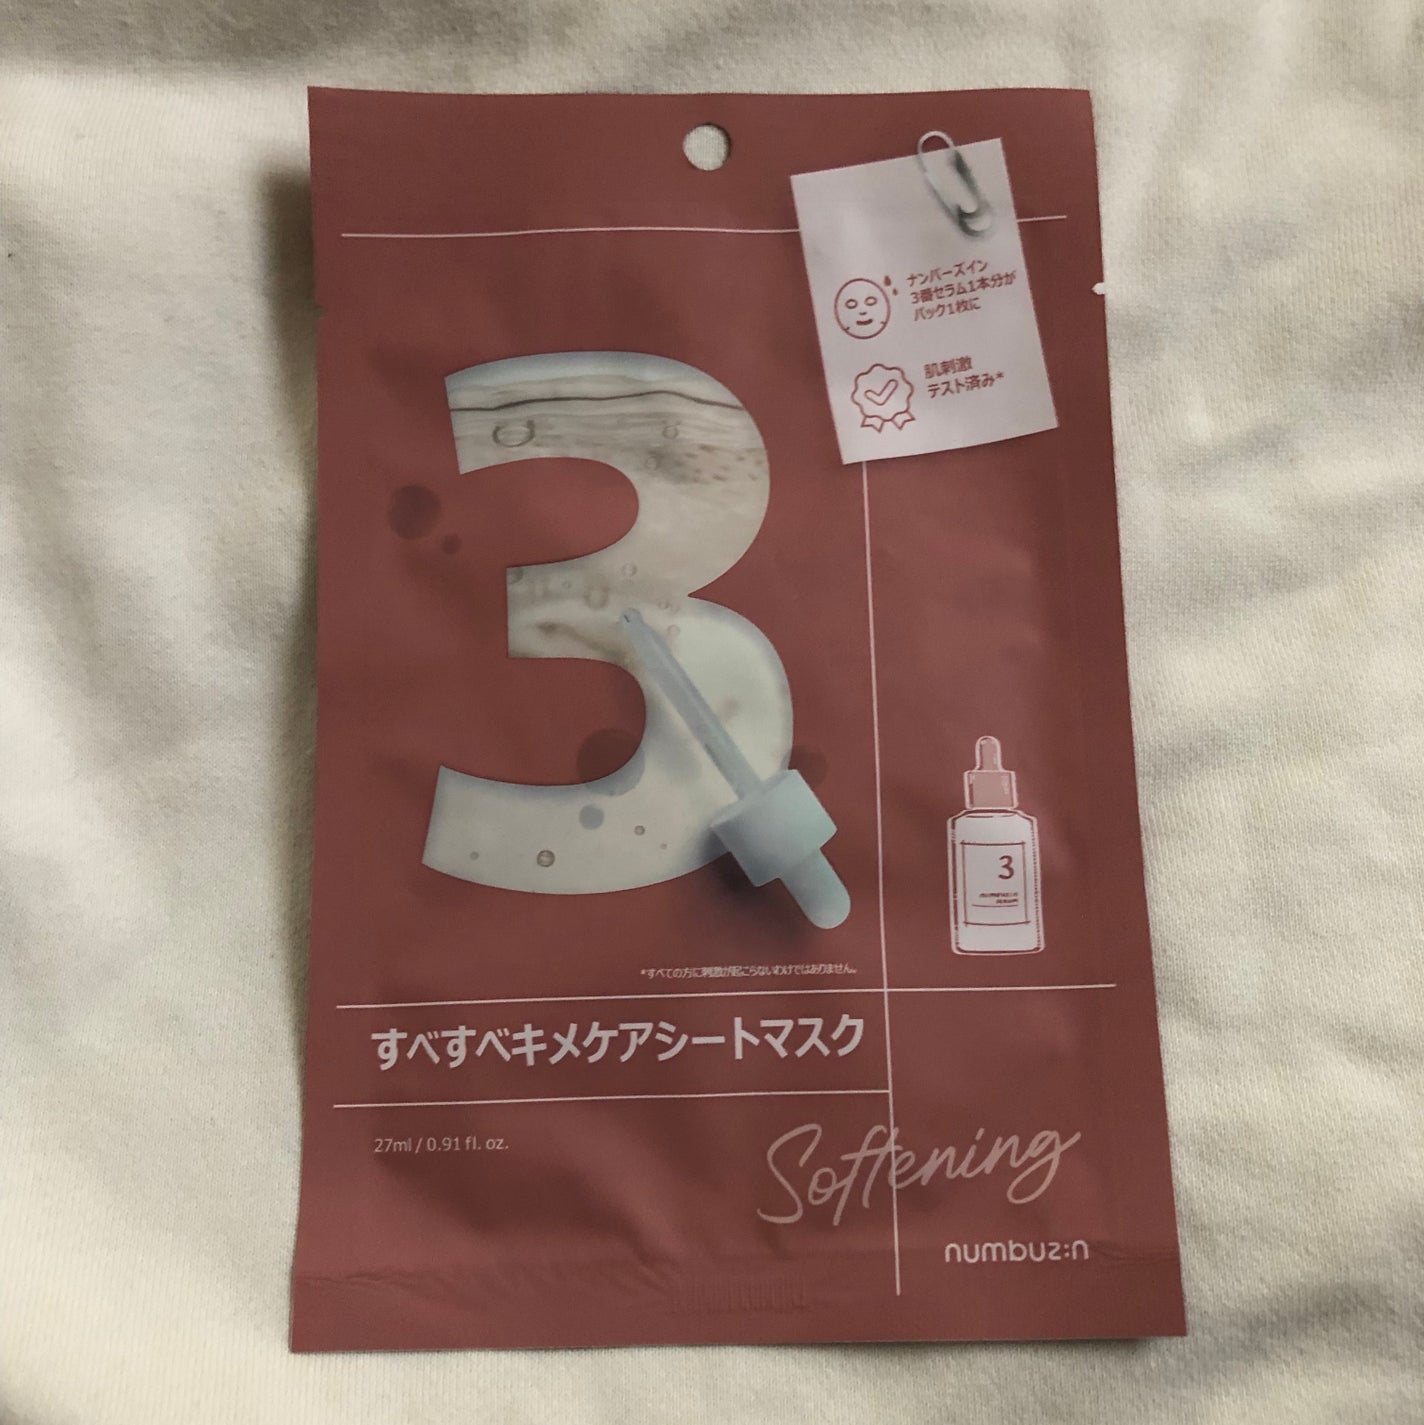 ナンバーズイン
3番セラム1本分が
パック1枚に
肌刺激
テスト済み*
3
3
numbuz:n
SERUM
*すべての方に刺激が起こらないわけではありません。
すべすべキメケアシートマスク
27ml / 0.91 fl. oz.
Softening
numbuz:n